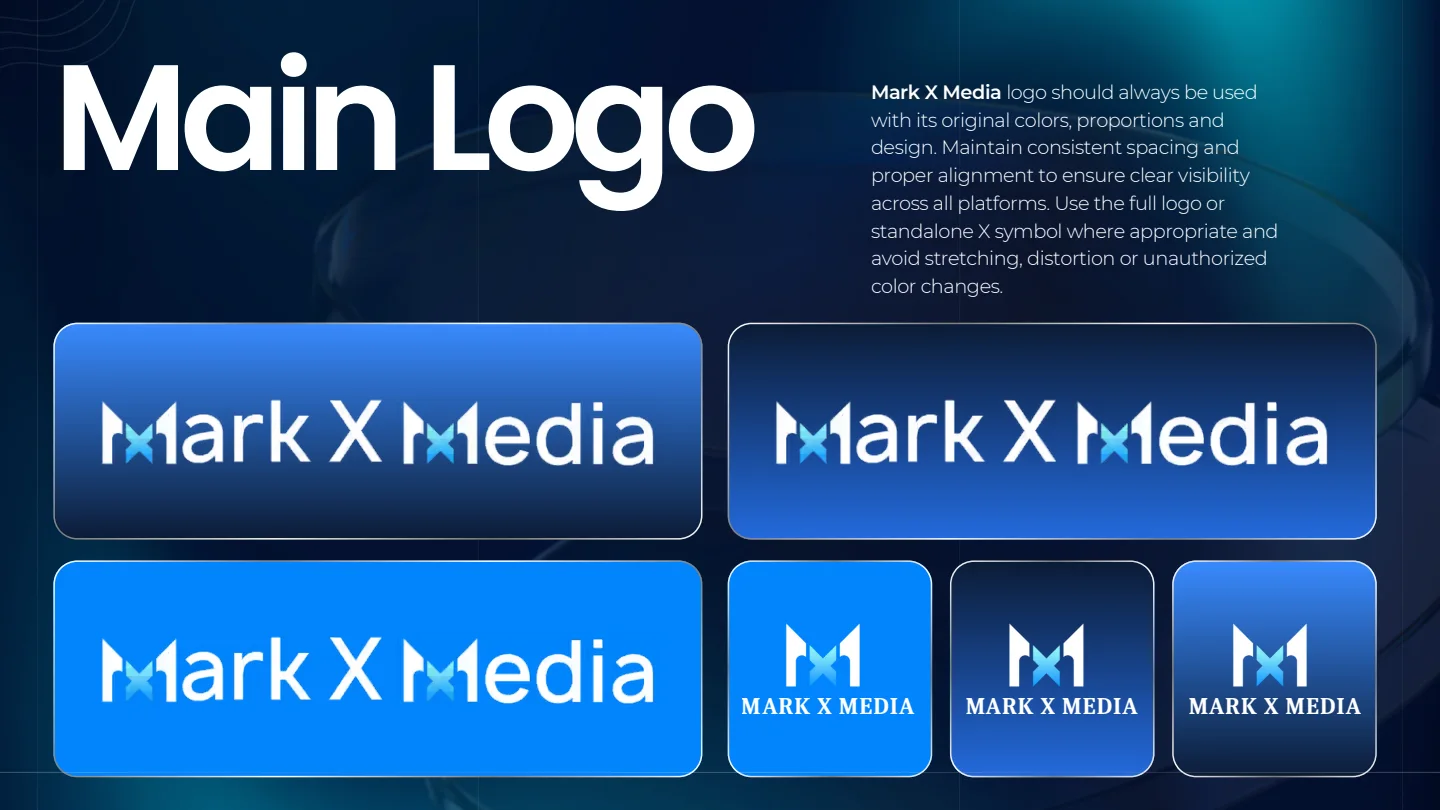 Main Logo
Mark X Media logo should always be used
with its original colors, proportions and
design. Maintain consistent spacing and
proper alignment to ensure clear visibility
across all platforms. Use the full logo or
standalone X symbol where appropriate and
avoid stretching, distortion or unauthorized
color changes.
Mark X Media
Mark X Media
Mark X Media
M
MARK X MEDIA
M
MARK X MEDIA
M
MARK X MEDIA